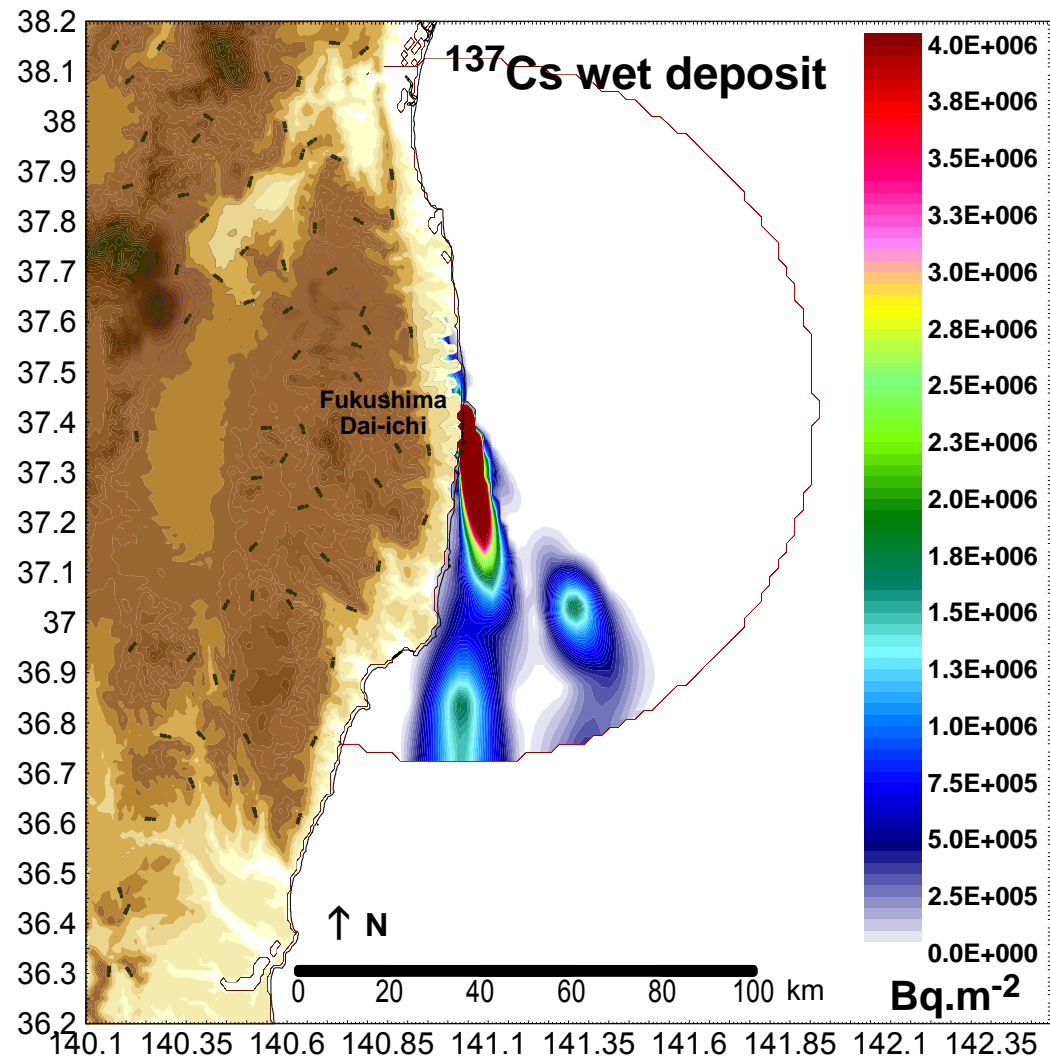 38.2
38.1
38
37.9
37.8
37.7
37.6
37.5
37.4
37.3
37.2
37.1
37
36.9
36.8
36.7
36.6
36.5
36.4
36.3
36.2
140.1 140.35 140.6 140.85 141.1 141.35 141.6 141.85 142.1 142.35
137Cs wet deposit
Fukushima
Dai-ichi
↑ N
0 20 40 60 80 100 km
4.0E+006
3.8E+006
3.5E+006
3.3E+006
3.0E+006
2.8E+006
2.5E+006
2.3E+006
2.0E+006
1.8E+006
1.5E+006
1.3E+006
1.0E+006
7.5E+005
5.0E+005
2.5E+005
0.0E+000
Bq.m-2